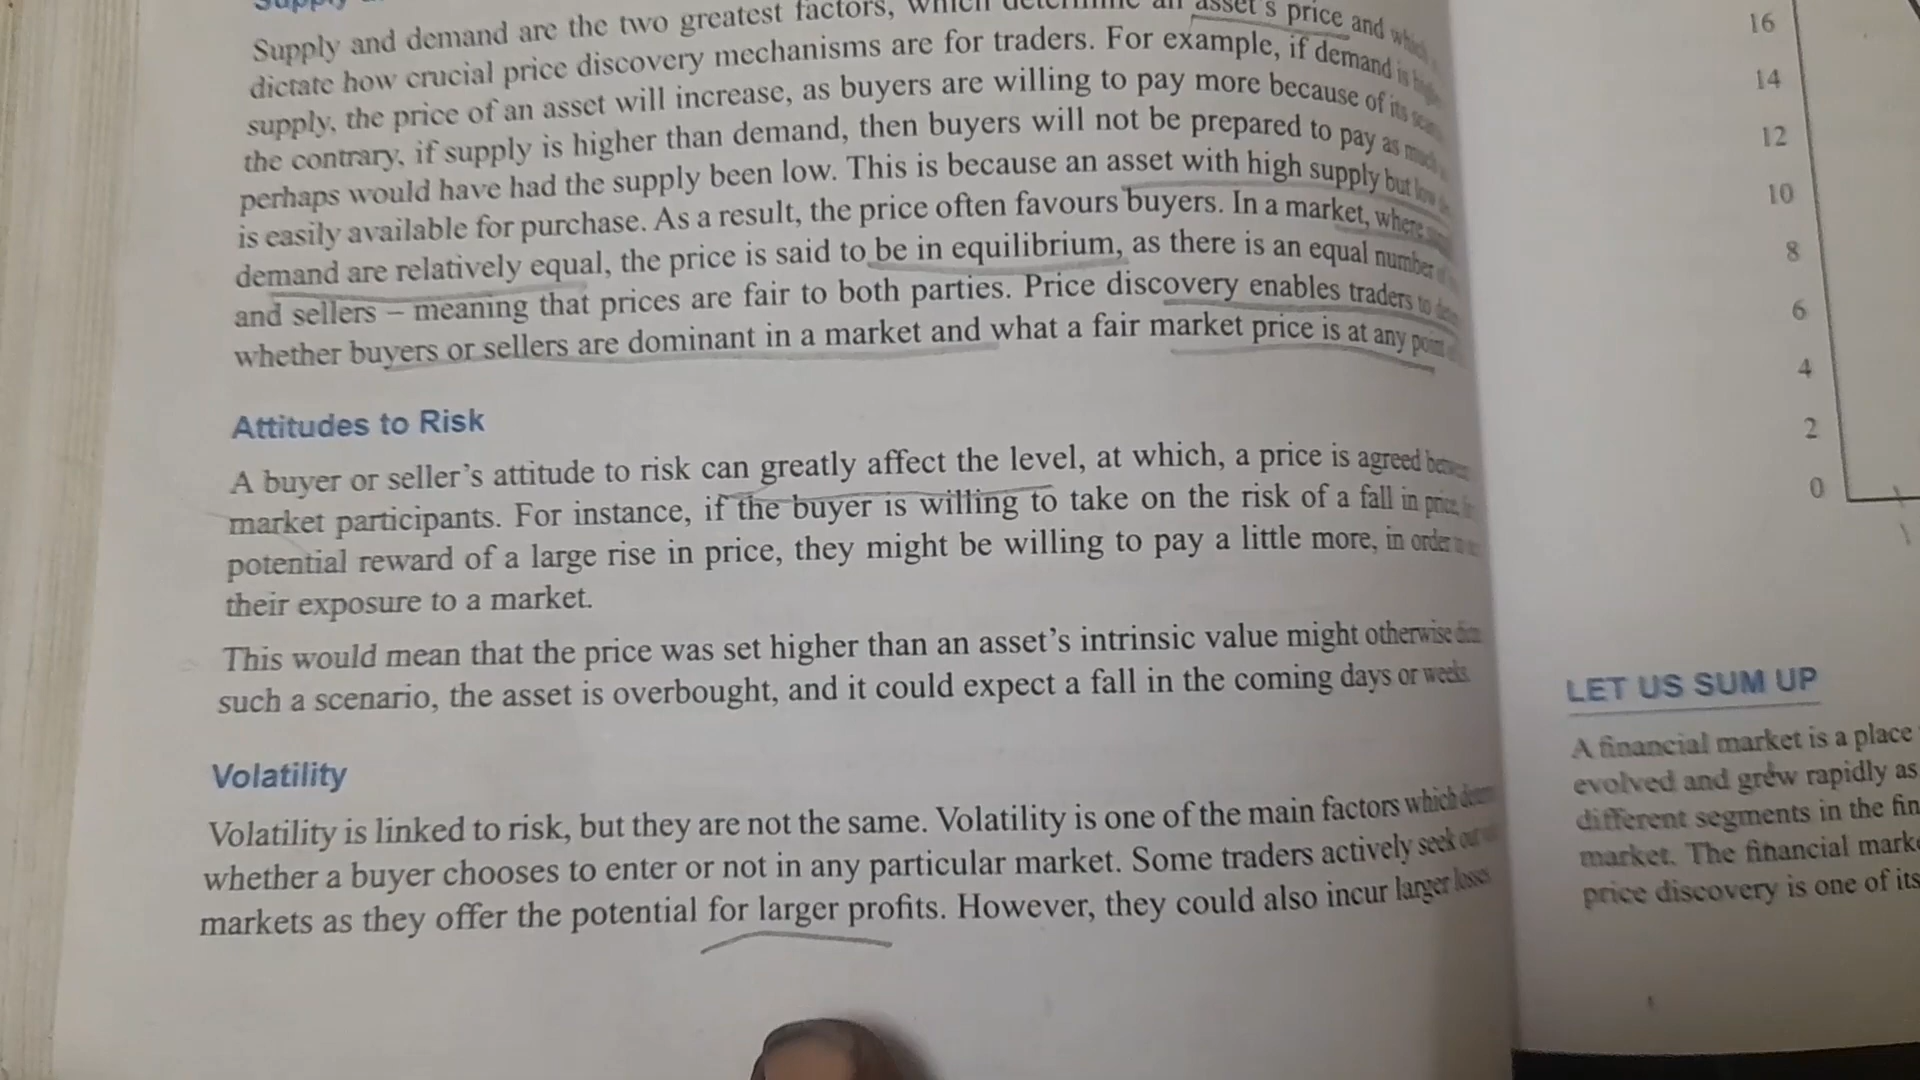 Supply
Supply and demand are the two greatest factors, which determine an asset's price and which
dictate how crucial price discovery mechanisms are for traders. For example, if demand is
supply, the price of an asset will increase, as buyers are willing to pay more because of its
the contrary, if supply is higher than demand, then buyers will not be prepared to pay as much
perhaps would have had the supply been low. This is because an asset with high supply but low
is easily available for purchase. As a result, the price often favours buyers. In a market, where
demand are relatively equal, the price is said to be in equilibrium, as there is an equal number
and sellers – meaning that prices are fair to both parties. Price discovery enables traders to
whether buyers or sellers are dominant in a market and what a fair market price is at any point
Attitudes to Risk
A buyer or seller's attitude to risk can greatly affect the level, at which, a price is agreed
market participants. For instance, if the buyer is willing to take on the risk of a fall in price,
potential reward of a large rise in price, they might be willing to pay a little more, in order
their exposure to a market.
This would mean that the price was set higher than an asset's intrinsic value might otherwise
such a scenario, the asset is overbought, and it could expect a fall in the coming days or weeks.
Volatility
Volatility is linked to risk, but they are not the same. Volatility is one of the main factors which
whether a buyer chooses to enter or not in any particular market. Some traders actively seek out
markets as they offer the potential for larger profits. However, they could also incur larger losses.
16
14
12
10
8
6
4
2
0
LET US SUM UP
A financial market is a place
evolved and grew rapidly as
different segments in the fin
market. The financial mark
price discovery is one of its